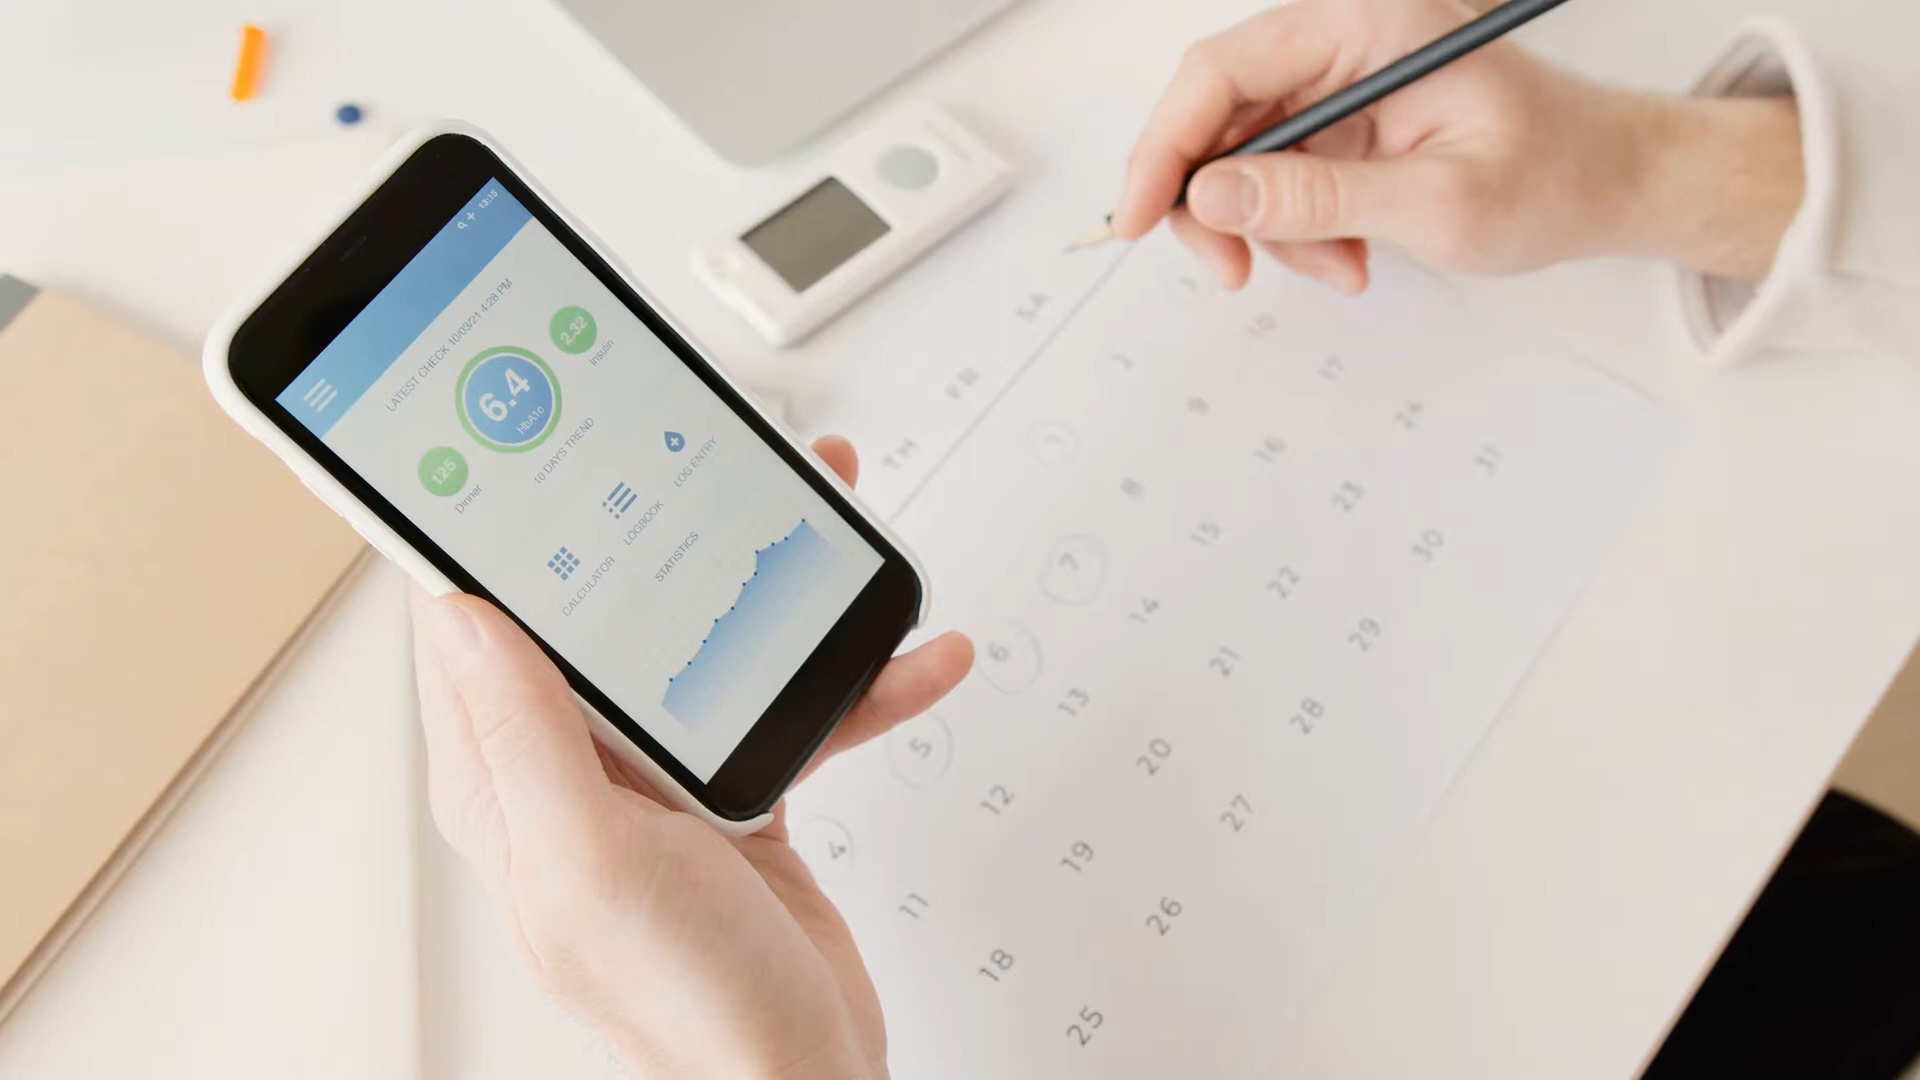 13:15
LATEST CHECK 10/03/21 4:28 PM
125
Dinner
6.4
HbA1c
2.32
Insulin
10 DAYS TREND
CALCULATOR LOGBOOK LOG ENTRY
STATISTICS
TH FR SA
1 2 3
4 5 6 7 8 9 10
11 12 13 14 15 16 17
18 19 20 21 22 23 24
25 26 27 28 29 30 31